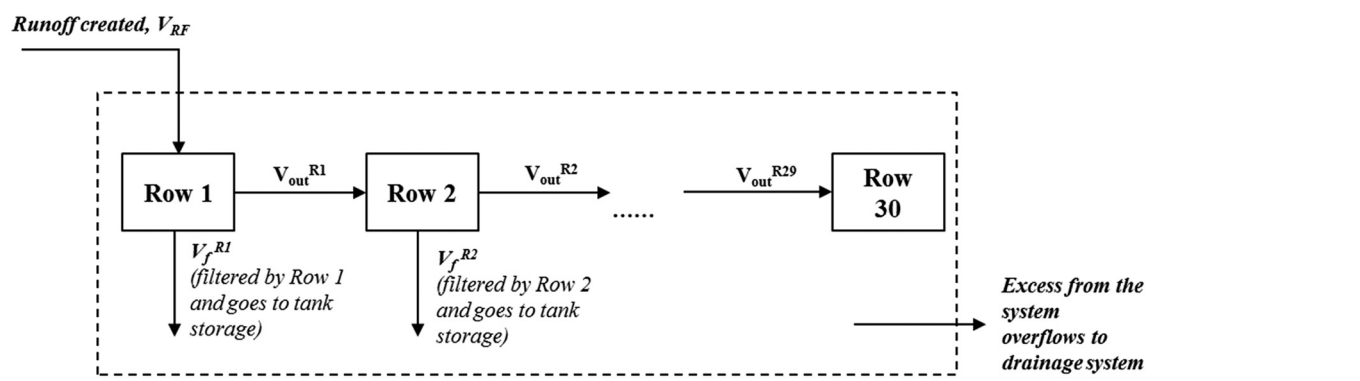 Runoff created, V_RF
Row 1
V_out^R1
Row 2
V_out^R2
......
V_out^R29
Row
30
V_f^R1
(filtered by Row 1
and goes to tank
storage)
V_f^R2
(filtered by Row 2
and goes to tank
storage)
Excess from the
system
overflows to
drainage system